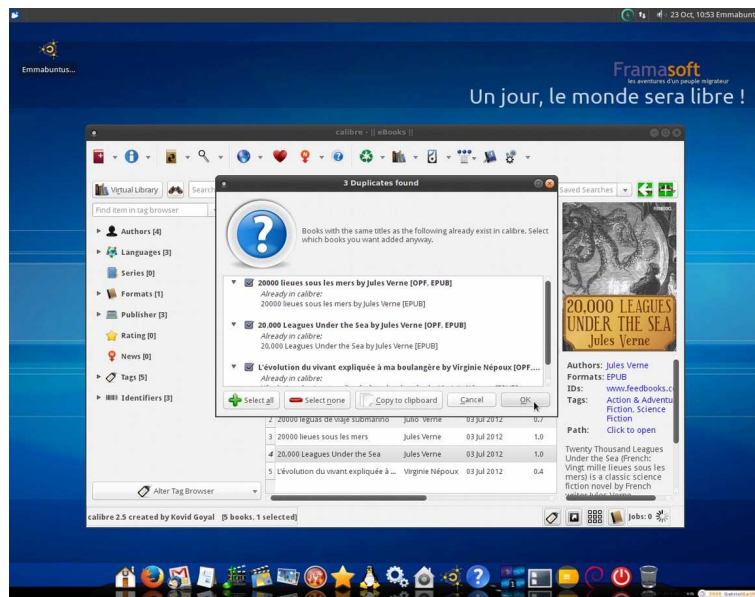 23 Oct, 10:53 Emmabunt
Emmabuntus...
Framasoft
les aventures d'un peuple migrateur
Un jour, le monde sera libre !
calibre - || eBooks ||
Virtual Library
Search
Saved Searches
Find item in tag browser
Authors [4]
Languages [3]
Series [0]
Formats [1]
Publisher [3]
Rating [0]
News [0]
Tags [5]
Identifiers [3]
Alter Tag Browser
3 Duplicates found
Books with the same titles as the following already exist in calibre. Select
which books you want added anyway.
20000 lieues sous les mers by Jules Verne [OPF, EPUB]
Already in calibre:
20000 lieues sous les mers by Jules Verne [EPUB]
20,000 Leagues Under the Sea by Jules Verne [OPF, EPUB]
Already in calibre:
20,000 Leagues Under the Sea by Jules Verne [EPUB]
L'évolution du vivant expliquée à ma boulangère by Virginie Népoux [OPF,...
Already in calibre:
Select all
Select none
Copy to clipboard
Cancel
OK
2 20000 leguas de viaje submarino Julio Verne 03 Jul 2012 0.7
3 20000 lieues sous les mers Jules Verne 03 Jul 2012 1.0
4 20,000 Leagues Under the Sea Jules Verne 03 Jul 2012 1.0
5 L'évolution du vivant expliquée à ... Virginie Népoux 03 Jul 2012 0.4
20,000 LEAGUES
UNDER THE SEA
Jules Verne
Authors: Jules Verne
Formats: EPUB
IDs: www.feedbooks.c
Tags: Action & Adventu
Fiction, Science
Fiction
Path: Click to open
Twenty Thousand Leagues
Under the Sea (French:
Vingt mille lieues sous les
mers) is a classic science
fiction novel by French
writer Jules Verne
calibre 2.5 created by Kovid Goyal [5 books, 1 selected]
Jobs: 0